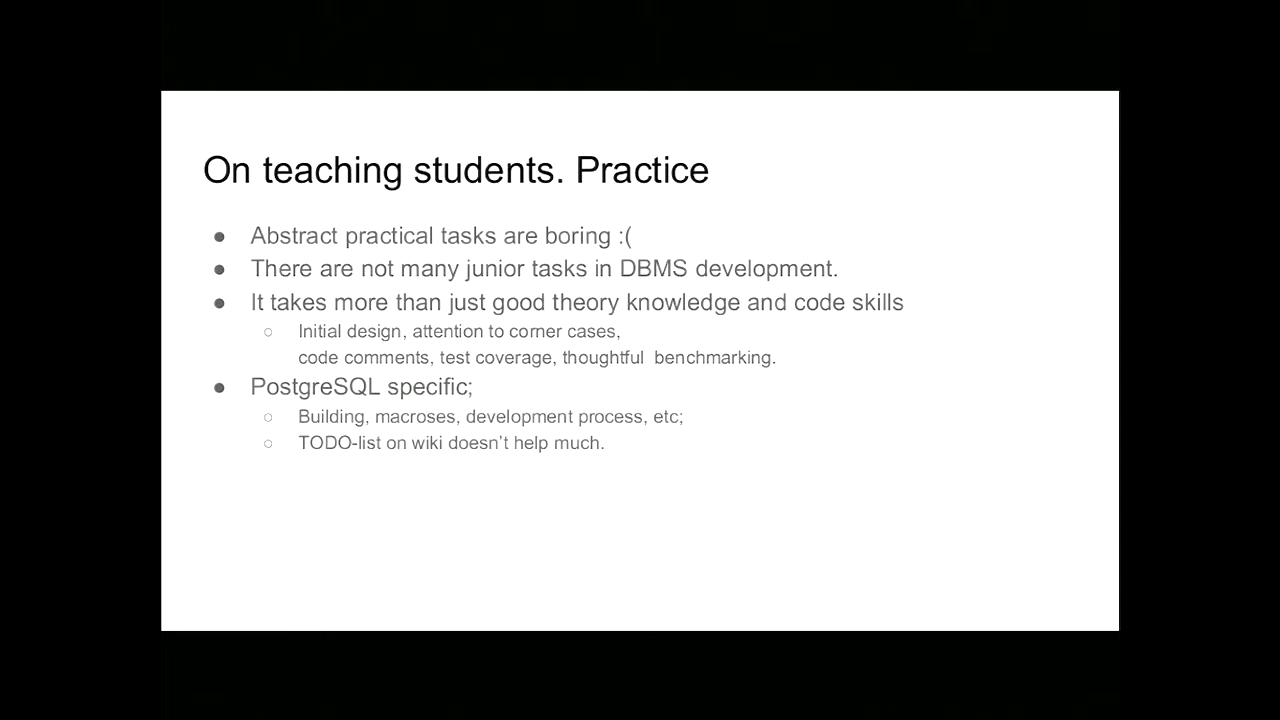 On teaching students. Practice
● Abstract practical tasks are boring :(
● There are not many junior tasks in DBMS development.
● It takes more than just good theory knowledge and code skills
○ Initial design, attention to corner cases,
code comments, test coverage, thoughtful benchmarking.
● PostgreSQL specific;
○ Building, macroses, development process, etc;
○ TODO-list on wiki doesn’t help much.